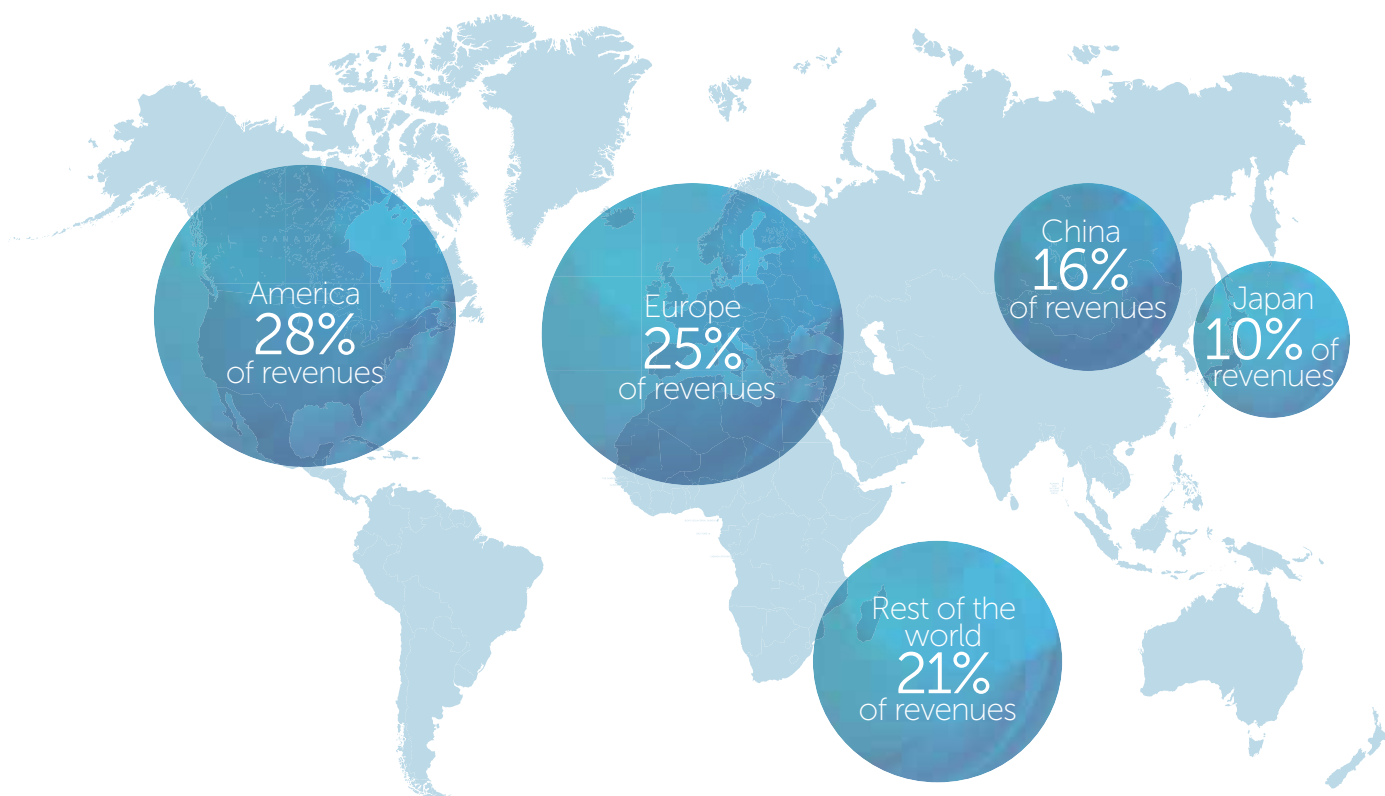 CANADA
America
28%
of revenues
Europe
25%
of revenues
China
16%
of revenues
Japan
10% of
revenues
Rest of the
world
21%
of revenues